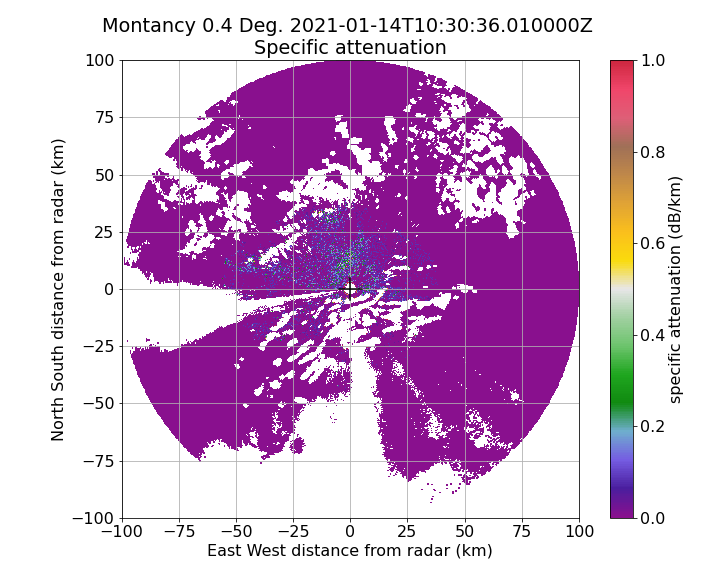 Montancy 0.4 Deg. 2021-01-14T10:30:36.010000Z
Specific attenuation
100
75
50
25
0
−25
−50
−75
−100
North South distance from radar (km)
−100 −75 −50 −25 0 25 50 75 100
East West distance from radar (km)
1.0
0.8
0.6
0.4
0.2
0.0
specific attenuation (dB/km)